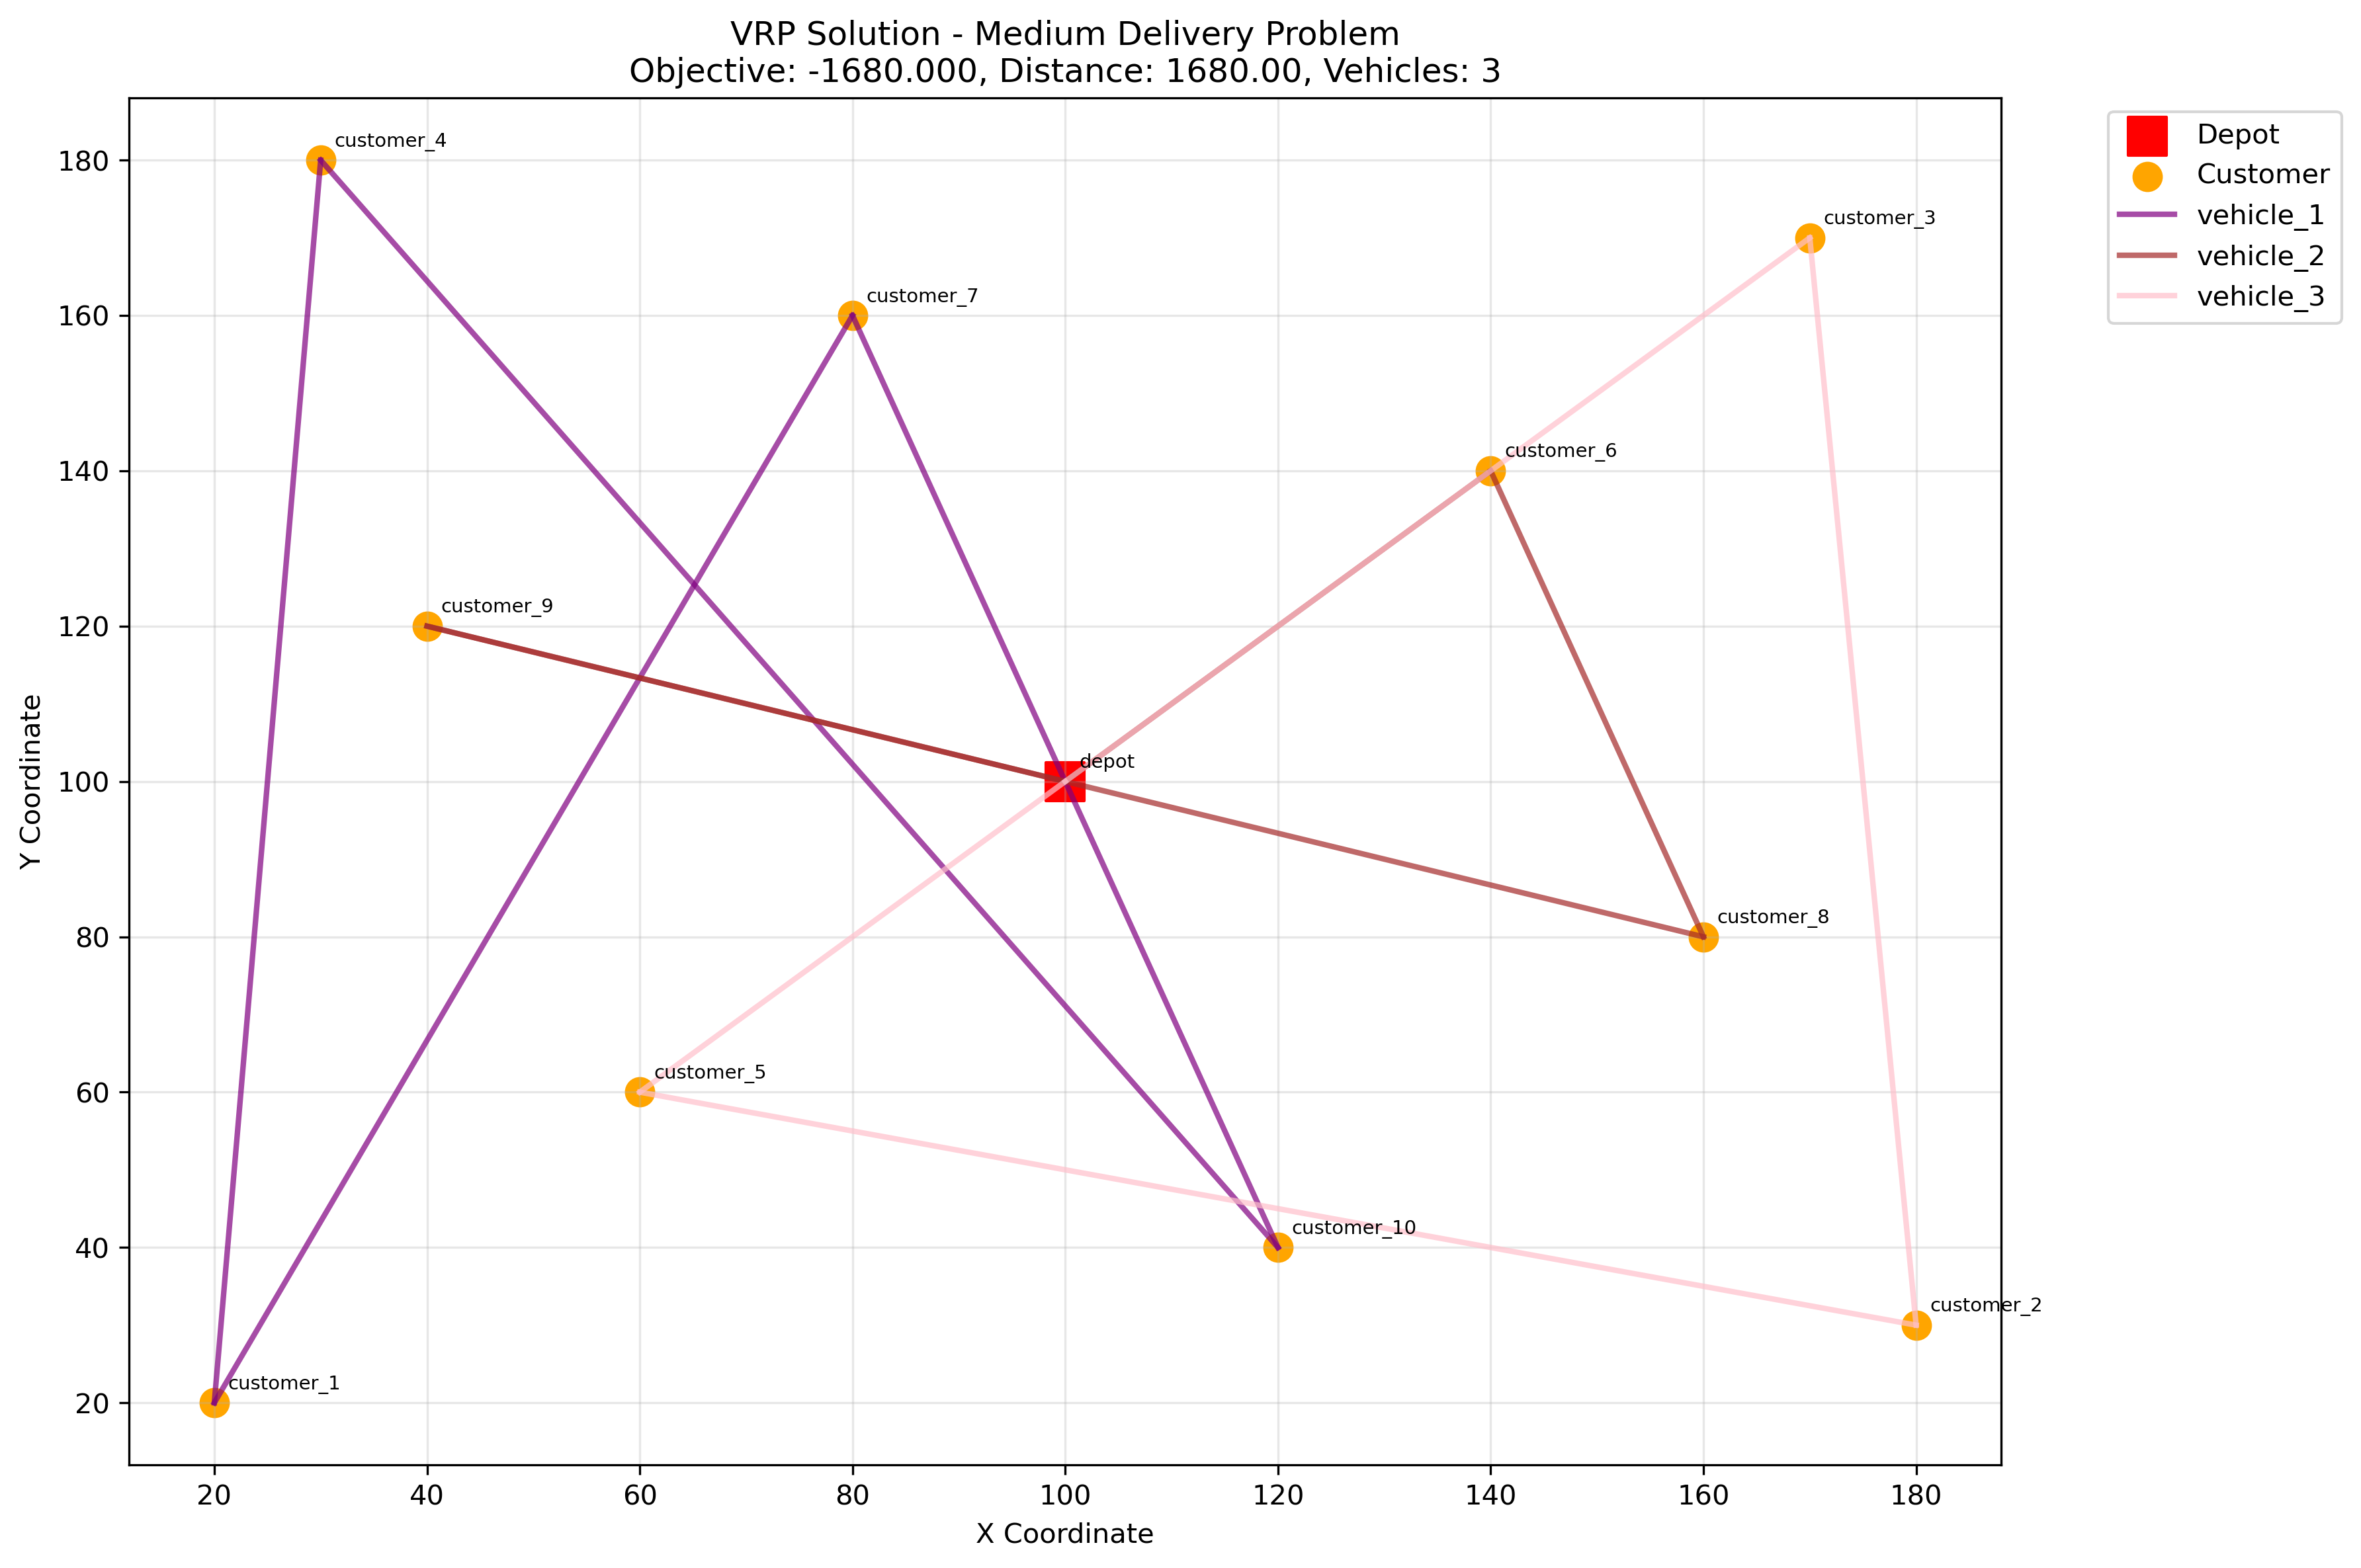 VRP Solution - Medium Delivery Problem
Objective: -1680.000, Distance: 1680.00, Vehicles: 3
Depot
Customer
vehicle_1
vehicle_2
vehicle_3
customer_4
customer_3
customer_7
customer_6
customer_9
depot
customer_8
customer_5
customer_10
customer_2
customer_1
Y Coordinate
180
160
140
120
100
80
60
40
20
20 40 60 80 100 120 140 160 180
X Coordinate